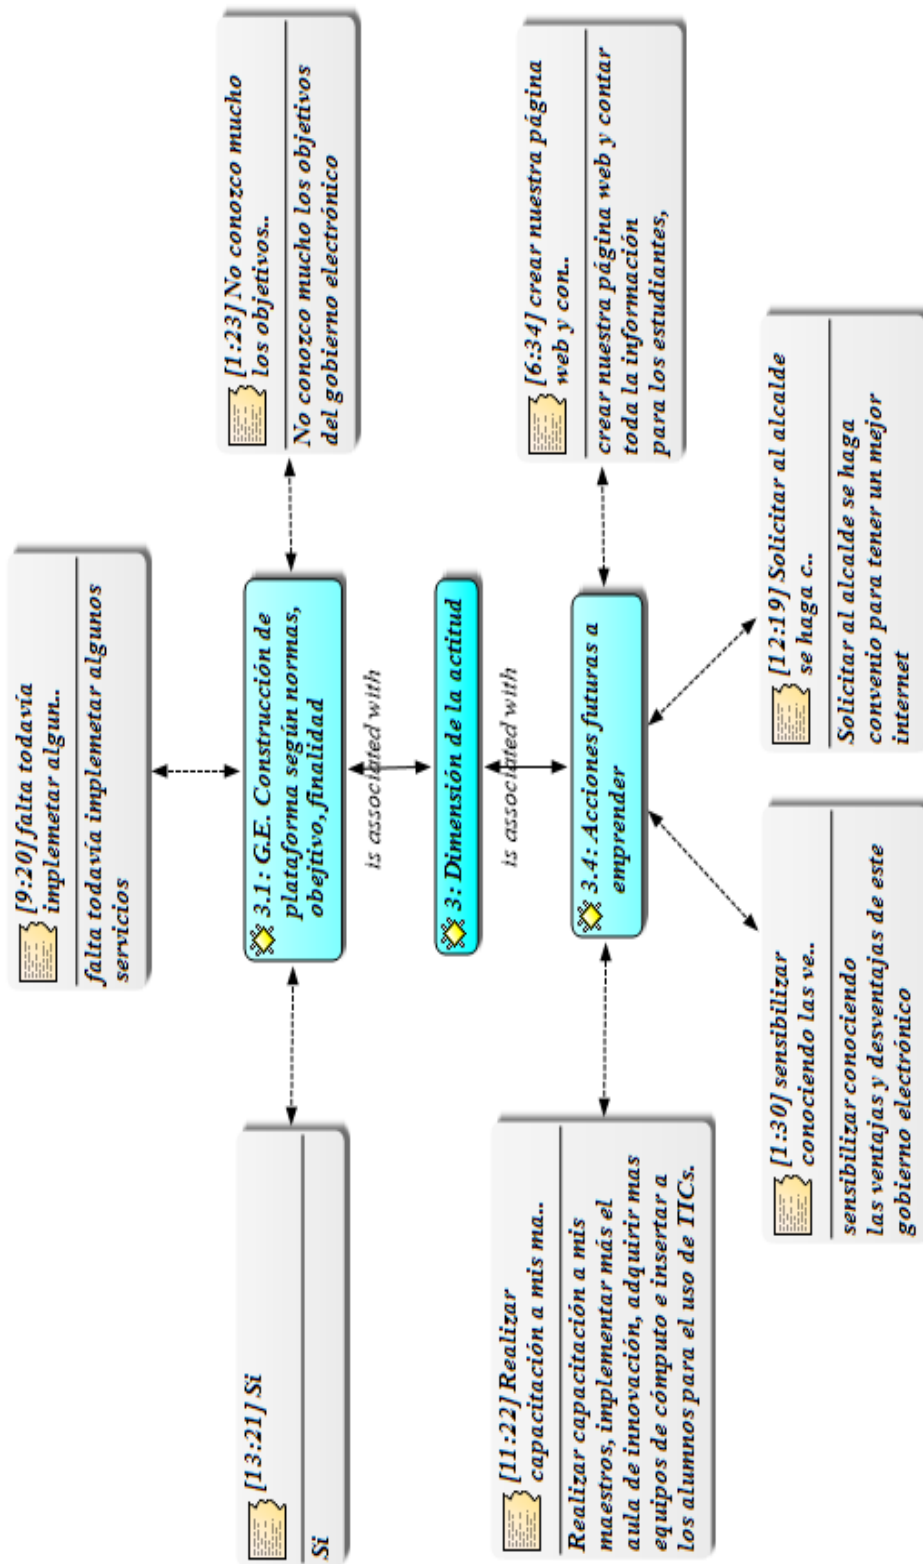 [9:20] falta todavía
implemetar algun..
falta todavía implemetar algunos
servicios
[13:21] Si
Si
3.1: G.E. Construcción de
plataforma según normas,
obejtivo, finalidad
[1:23] No conozco mucho
los objetivos..
No conozco mucho los objetivos
del gobierno electrónico
is associated with
3: Dimensión de la actitud
is associated with
[11:22] Realizar
capacitación a mis ma..
Realizar capacitación a mis
maestros, implementar más el
aula de innovación, adquirir mas
equipos de cómputo e insertar a
los alumnos para el uso de TICs.
3.4: Acciones futuras a
emprender
[6:34] crear nuestra página
web y con..
crear nuestra página web y contar
toda la información
para los estudiantes,
[1:30] sensibilizar
conociendo las ve..
sensibilizar conociendo
las ventajas y desventajas de este
gobierno electrónico
[12:19] Solicitar al alcalde
se haga c..
Solicitar al alcalde se haga
convenio para tener un mejor
internet